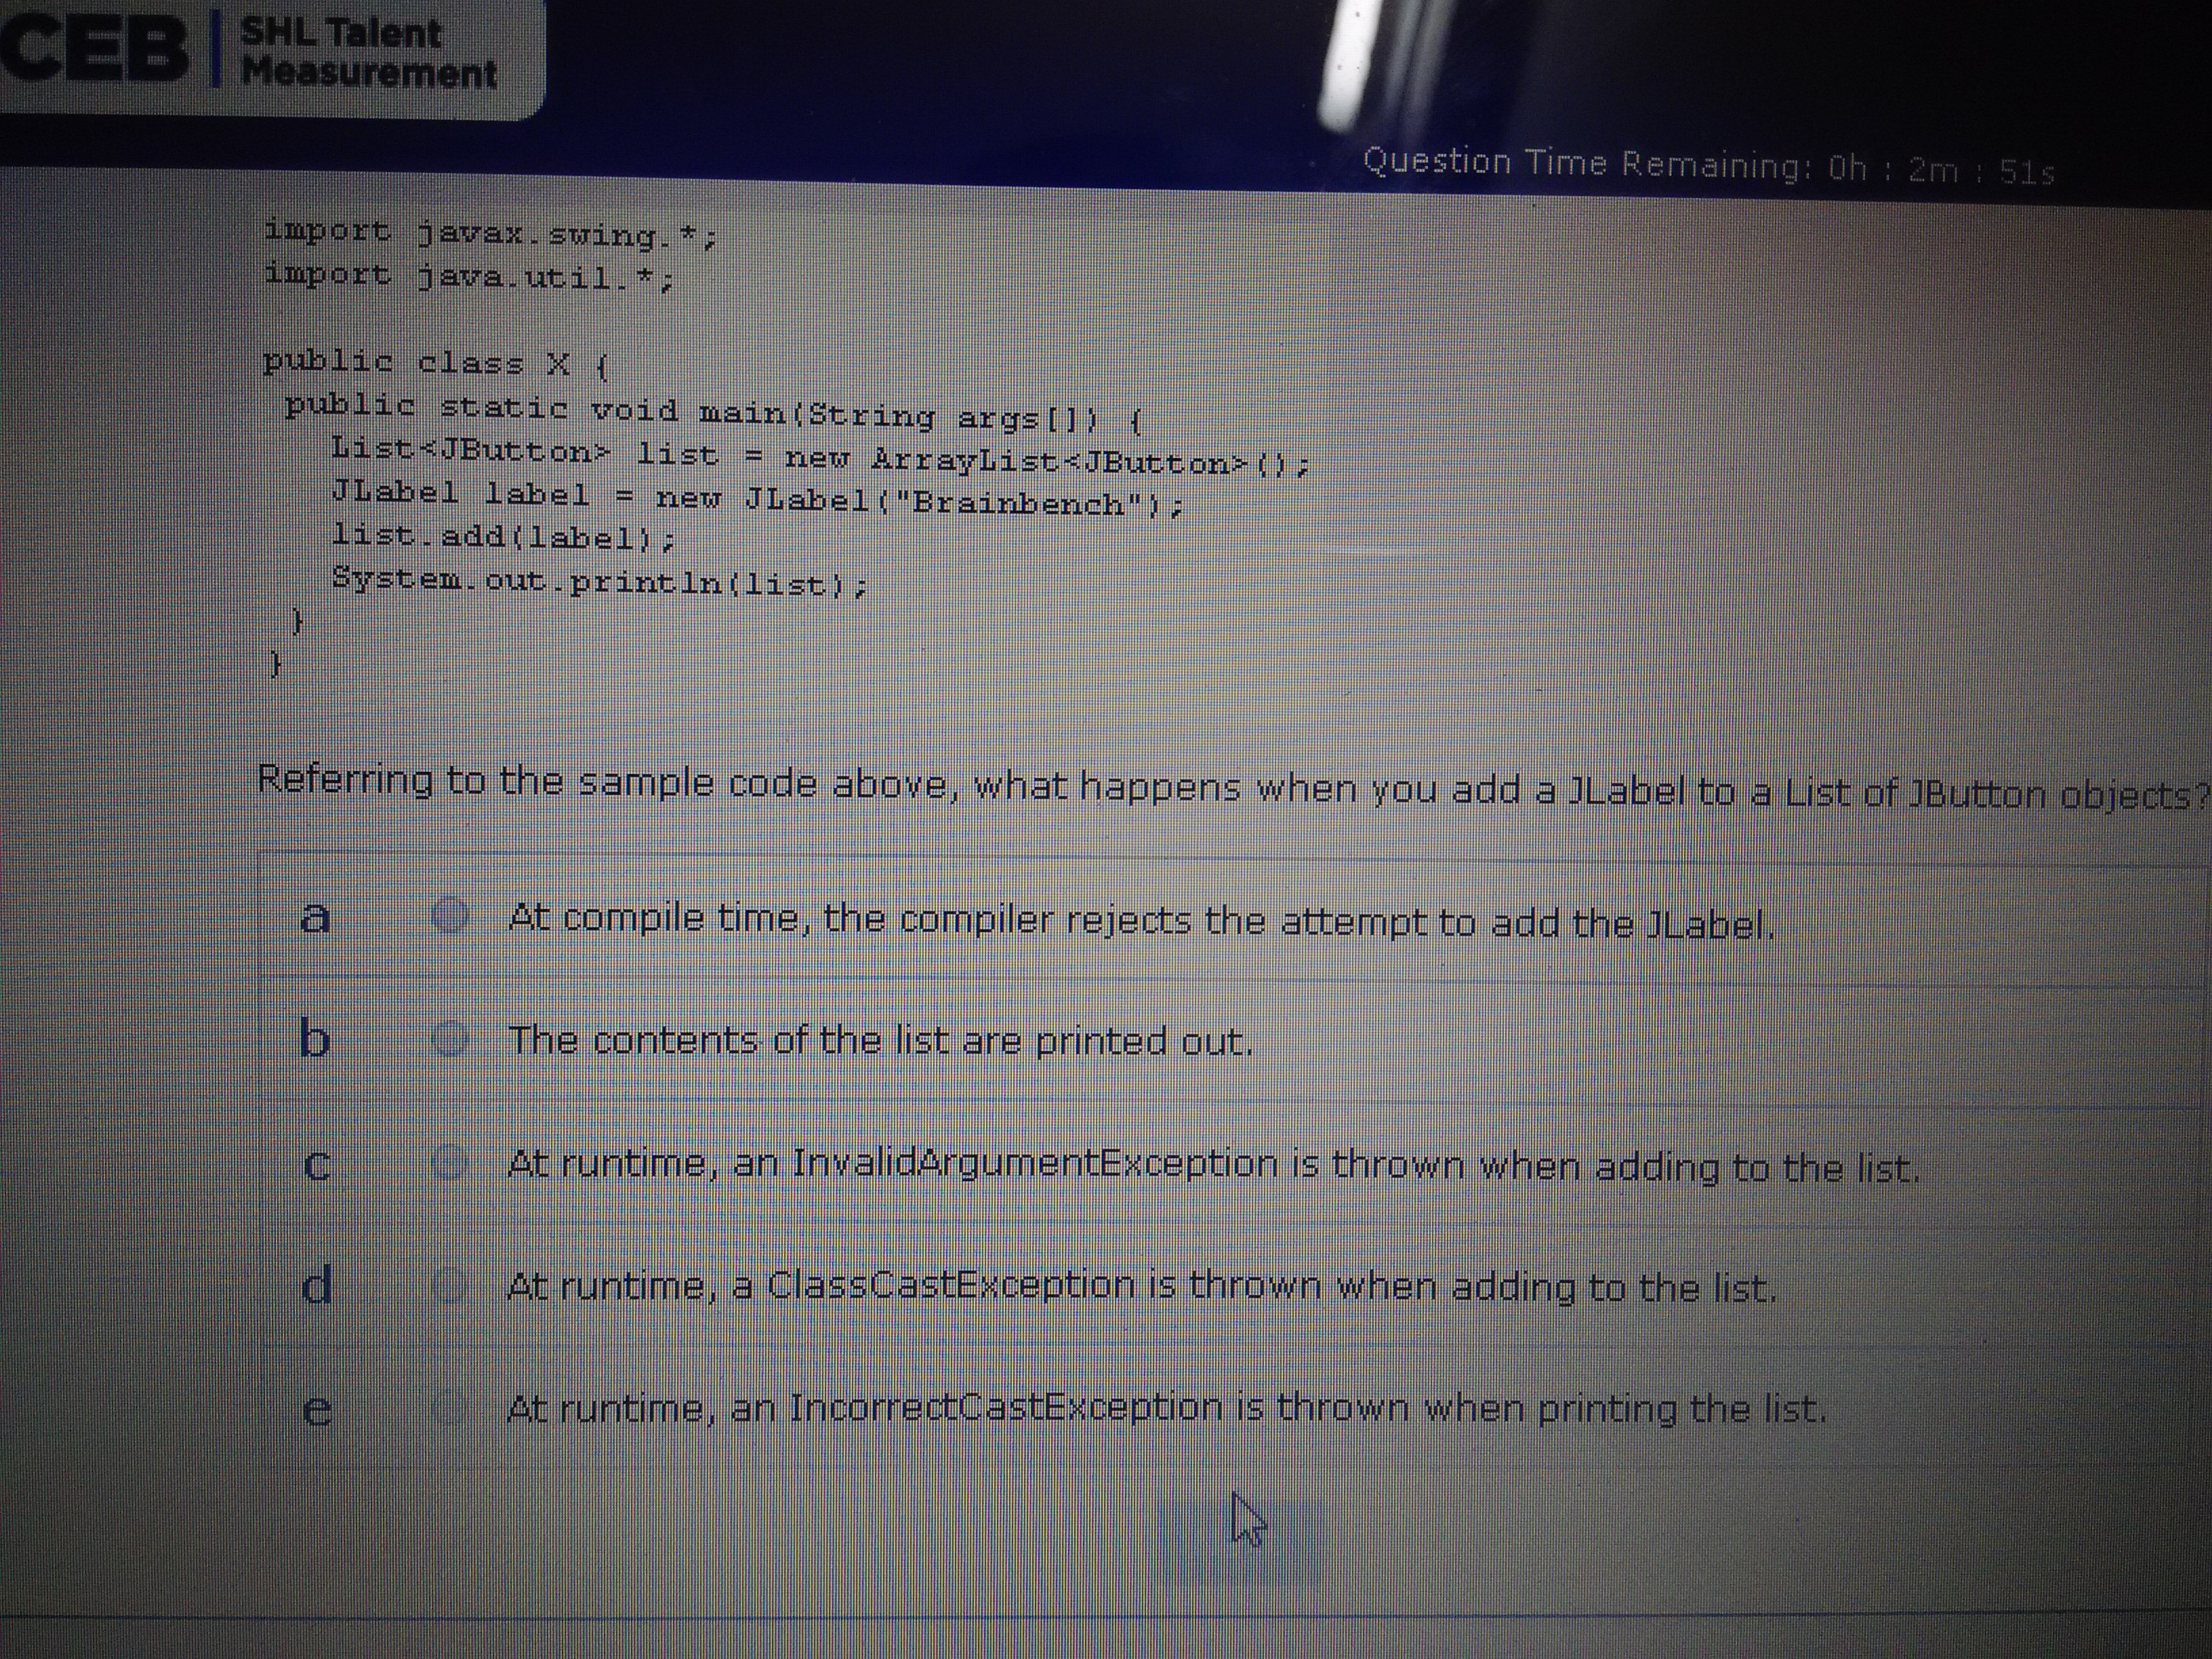 CEB | SHL Talent
Measurement
Question Time Remaining: 0h : 2m : 51s
import javax.swing.*;
import java.util.*;
public class X {
public static void main(String args[]) {
List<JButton> list = new ArrayList<JButton>();
JLabel label = new JLabel("Brainbench");
list.add(label);
System.out.println(list);
}
}
Referring to the sample code above, what happens when you add a JLabel to a List of JButton objects?
a At compile time, the compiler rejects the attempt to add the JLabel.
b The contents of the list are printed out.
c At runtime, an InvalidArgumentException is thrown when adding to the list.
d At runtime, a ClassCastException is thrown when adding to the list.
e At runtime, an IncorrectCastException is thrown when printing the list.